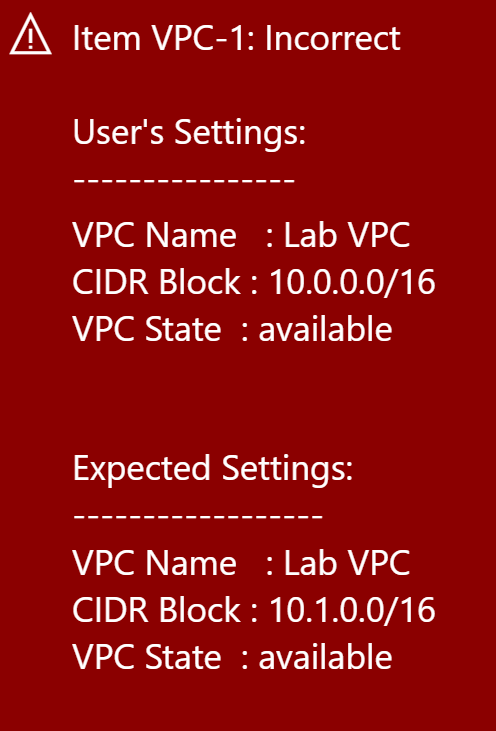 Item VPC-1: Incorrect
User's Settings:
----------------
VPC Name   : Lab VPC
CIDR Block : 10.0.0.0/16
VPC State  : available
Expected Settings:
------------------
VPC Name   : Lab VPC
CIDR Block : 10.1.0.0/16
VPC State  : available